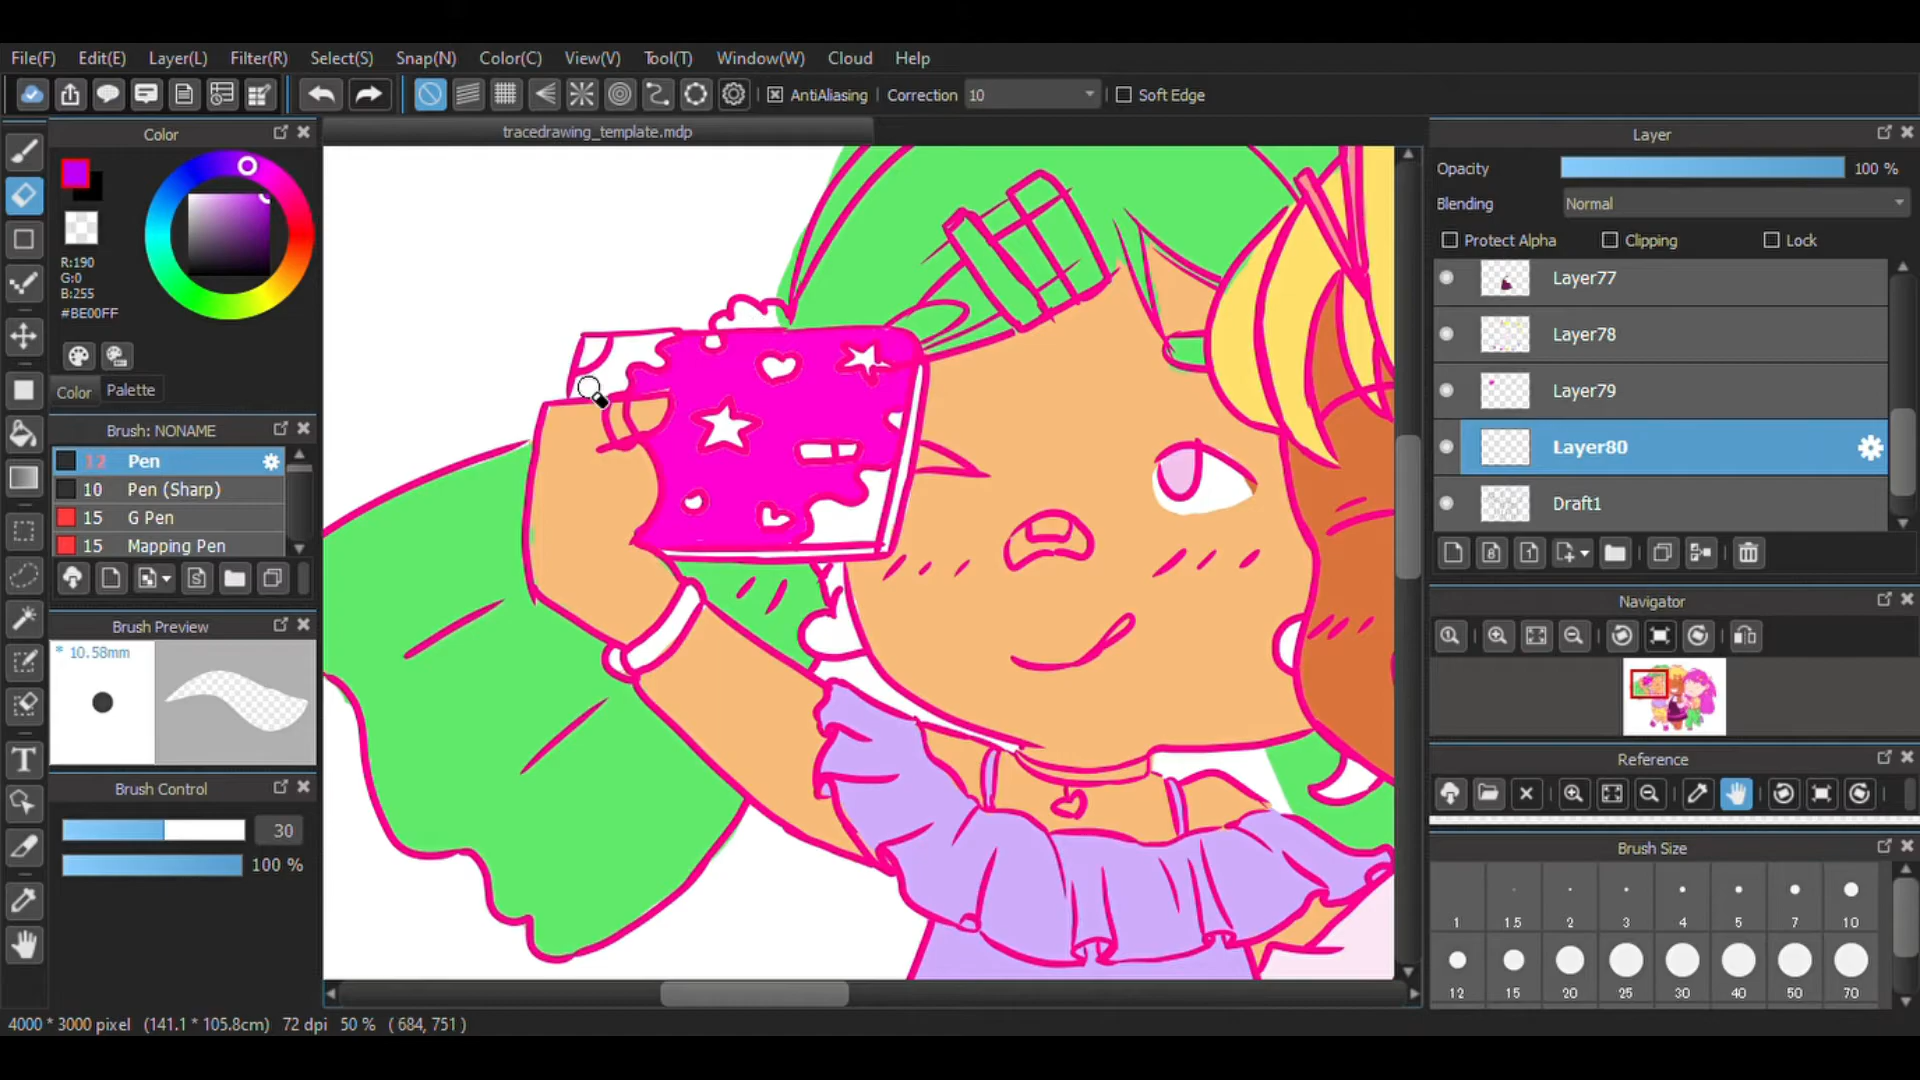 File(F) Edit(E) Layer(L) Filter(R) Select(S) Snap(N) Color(C) View(V) Tool(T) Window(W) Cloud Help
AntiAliasing Correction 10 Soft Edge
Color
tracedrawing_template.mdp
R:190
G:0
B:255
#BE00FF
Color Palette
Brush: NONAME
12 Pen
10 Pen (Sharp)
15 G Pen
15 Mapping Pen
Brush Preview
* 10.58mm
Brush Control
30
100 %
Layer
Opacity 100 %
Blending Normal
Protect Alpha Clipping Lock
Layer77
Layer78
Layer79
Layer80
Draft1
Navigator
Reference
Brush Size
1 1.5 2 3 4 5 7 10
12 15 20 25 30 40 50 70
4000 * 3000 pixel (141.1 * 105.8cm) 72 dpi 50 % ( 684, 751 )